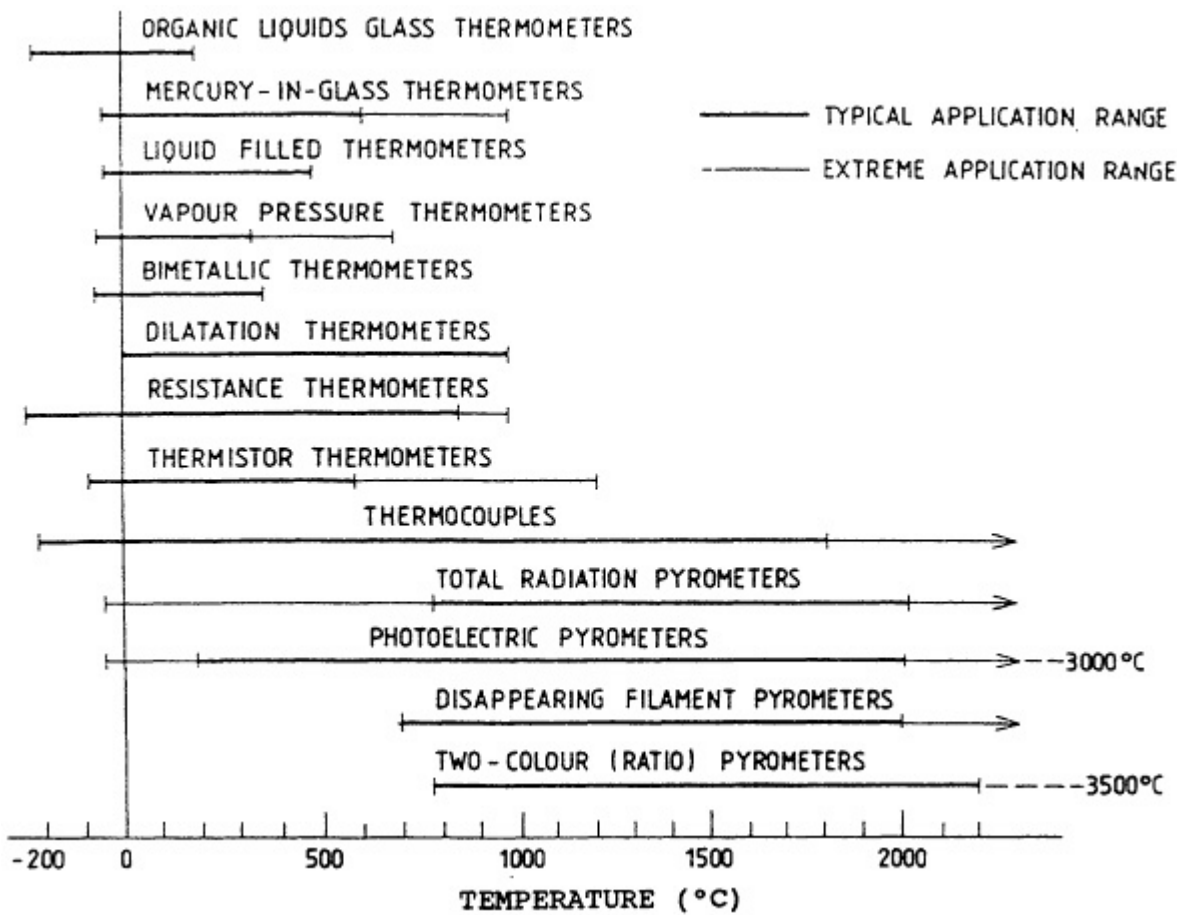 ORGANIC LIQUIDS GLASS THERMOMETERS
MERCURY-IN-GLASS THERMOMETERS
TYPICAL APPLICATION RANGE
LIQUID FILLED THERMOMETERS
EXTREME APPLICATION RANGE
VAPOUR PRESSURE THERMOMETERS
BIMETALLIC THERMOMETERS
DILATATION THERMOMETERS
RESISTANCE THERMOMETERS
THERMISTOR THERMOMETERS
THERMOCOUPLES
TOTAL RADIATION PYROMETERS
PHOTOELECTRIC PYROMETERS
3000°C
DISAPPEARING FILAMENT PYROMETERS
TWO-COLOUR (RATIO) PYROMETERS
3500°C
-200 0 500 1000 1500 2000
TEMPERATURE (°C)